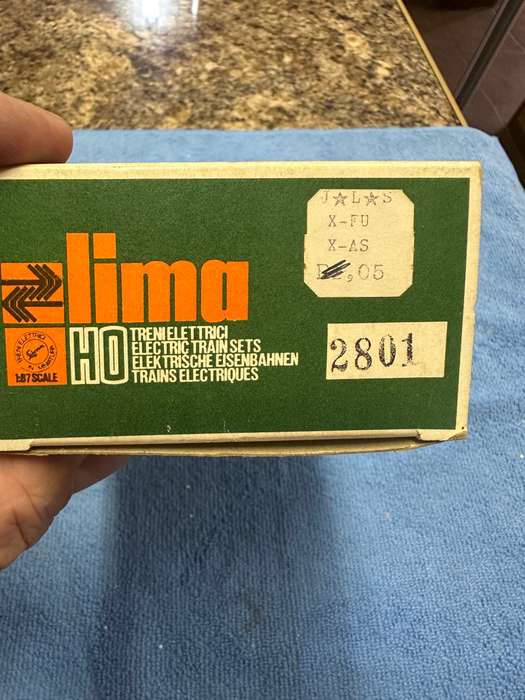 lima
HO
TRENI ELETTRICI
ELECTRIC TRAIN SETS
ELEKTRISCHE EISENBAHNEN
TRAINS ELECTRIQUES
1:87 SCALE
J☆L☆S
X-FU
X-AS
,05
2801